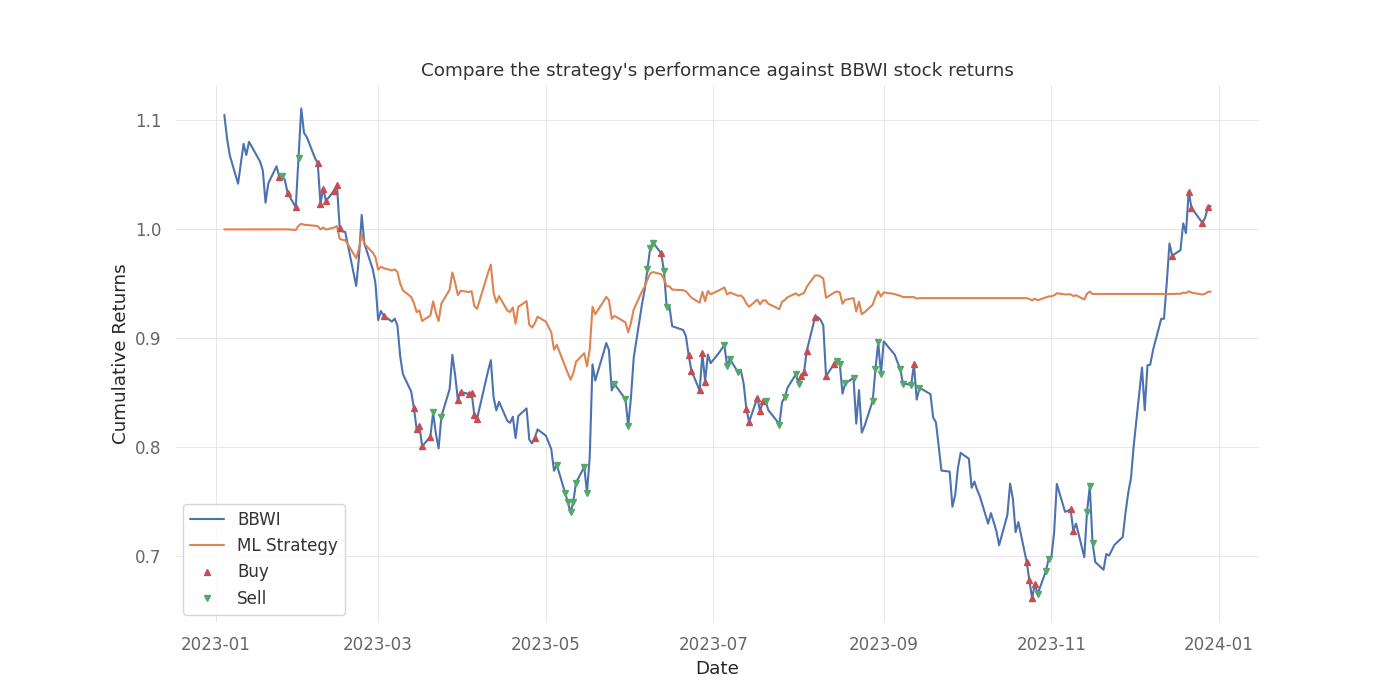 Compare the strategy's performance against BBWI stock returns
1.1
1.0
0.9
0.8
0.7
Cumulative Returns
BBWI
ML Strategy
Buy
Sell
2023-01 2023-03 2023-05 2023-07 2023-09 2023-11 2024-01
Date